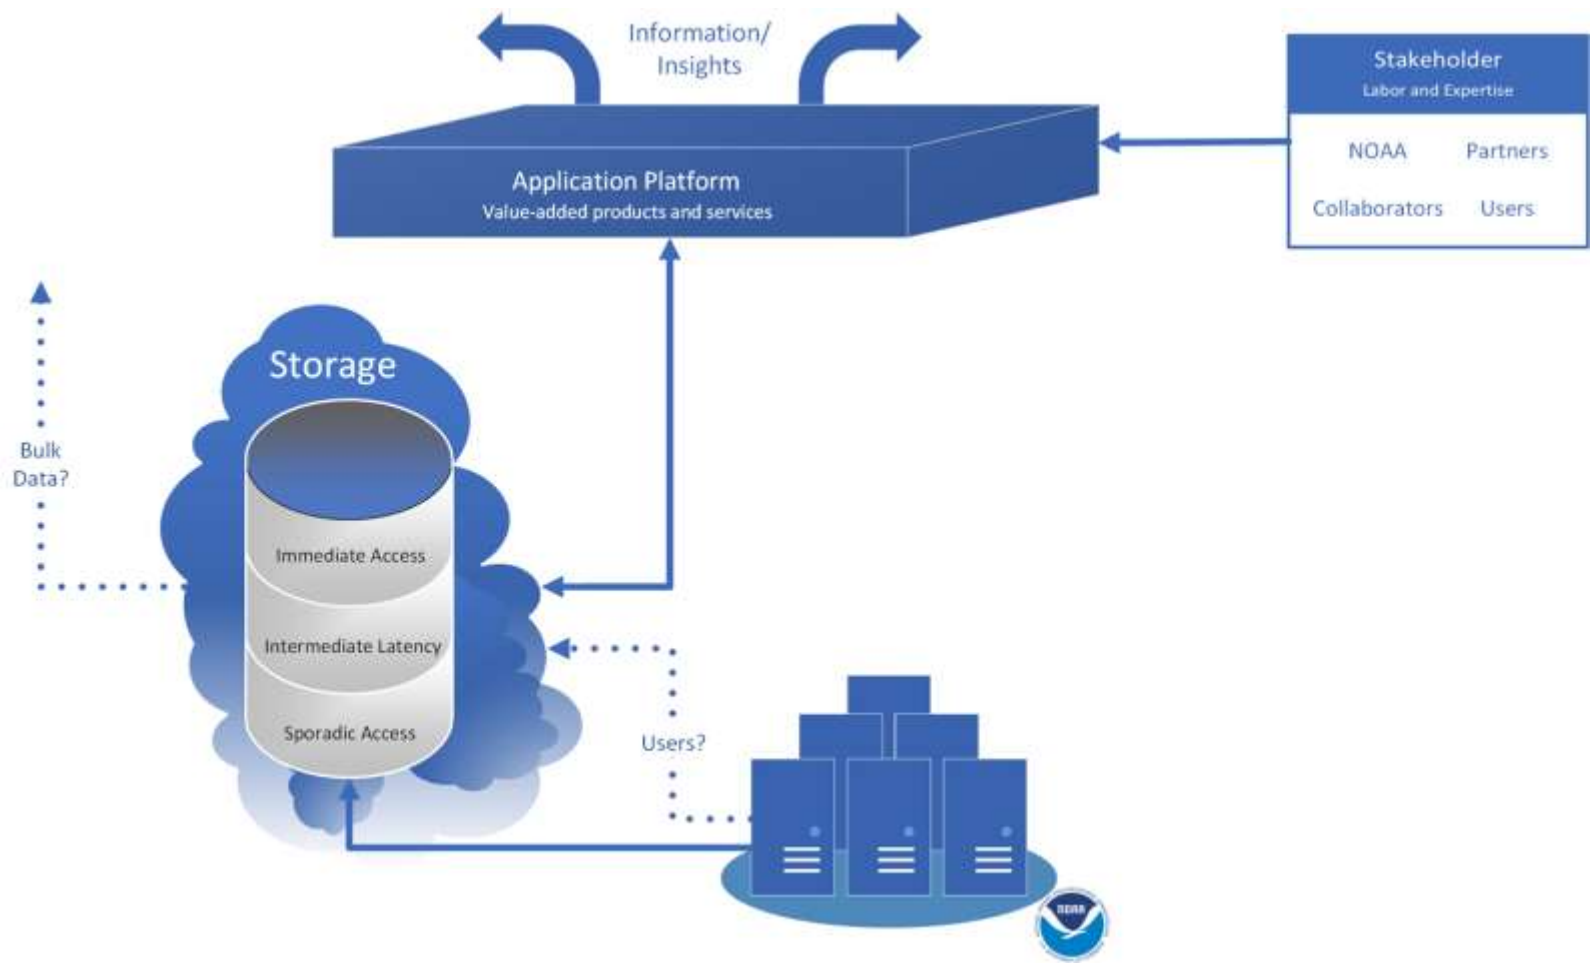 Information/
Insights
Stakeholder
Labor and Expertise
NOAA Partners
Collaborators Users
Application Platform
Value-added products and services
Storage
Bulk
Data?
Immediate Access
Intermediate Latency
Sporadic Access
Users?
NOAA